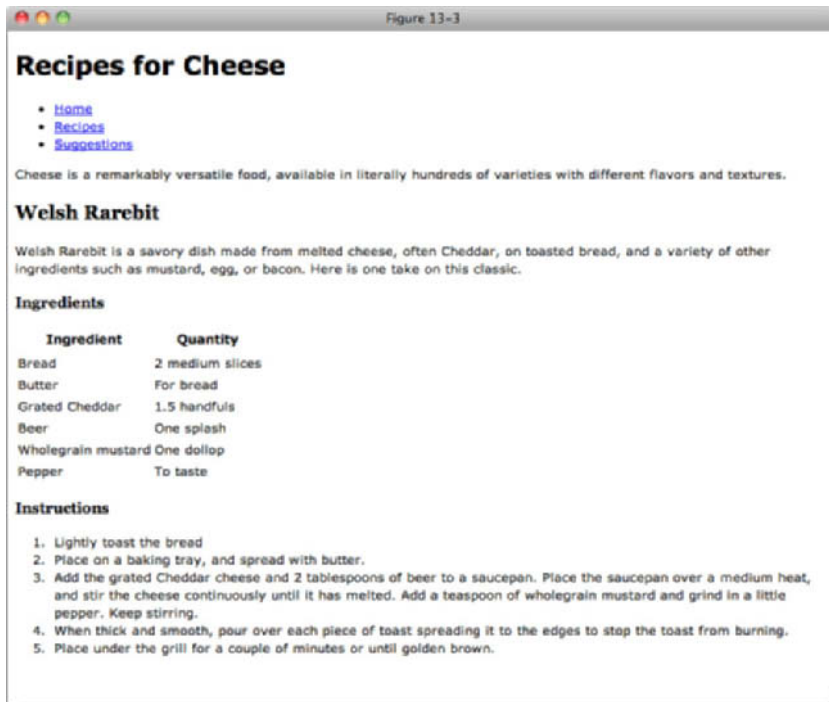 Figure 13-3
Recipes for Cheese
• Home
• Recipes
• Suggestions
Cheese is a remarkably versatile food, available in literally hundreds of varieties with different flavors and textures.
Welsh Rarebit
Welsh Rarebit is a savory dish made from melted cheese, often Cheddar, on toasted bread, and a variety of other
ingredients such as mustard, egg, or bacon. Here is one take on this classic.
Ingredients
Ingredient Quantity
Bread 2 medium slices
Butter For bread
Grated Cheddar 1.5 handfuls
Beer One splash
Wholegrain mustard One dollop
Pepper To taste
Instructions
1. Lightly toast the bread
2. Place on a baking tray, and spread with butter.
3. Add the grated Cheddar cheese and 2 tablespoons of beer to a saucepan. Place the saucepan over a medium heat,
and stir the cheese continuously until it has melted. Add a teaspoon of wholegrain mustard and grind in a little
pepper. Keep stirring.
4. When thick and smooth, pour over each piece of toast spreading it to the edges to stop the toast from burning.
5. Place under the grill for a couple of minutes or until golden brown.